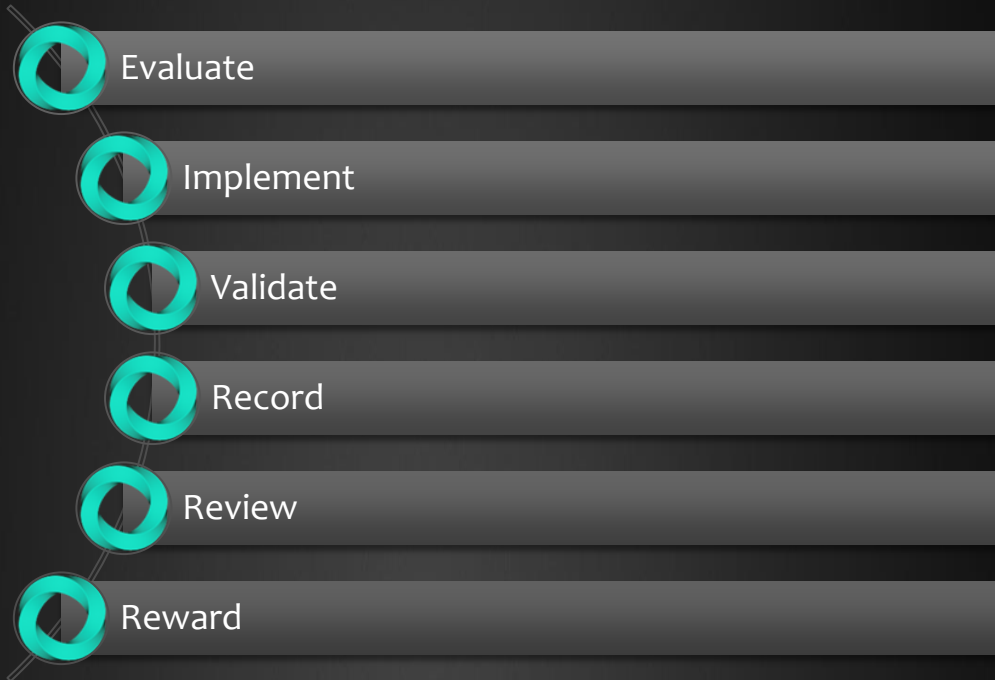 Evaluate
Implement
Validate
Record
Review
Reward